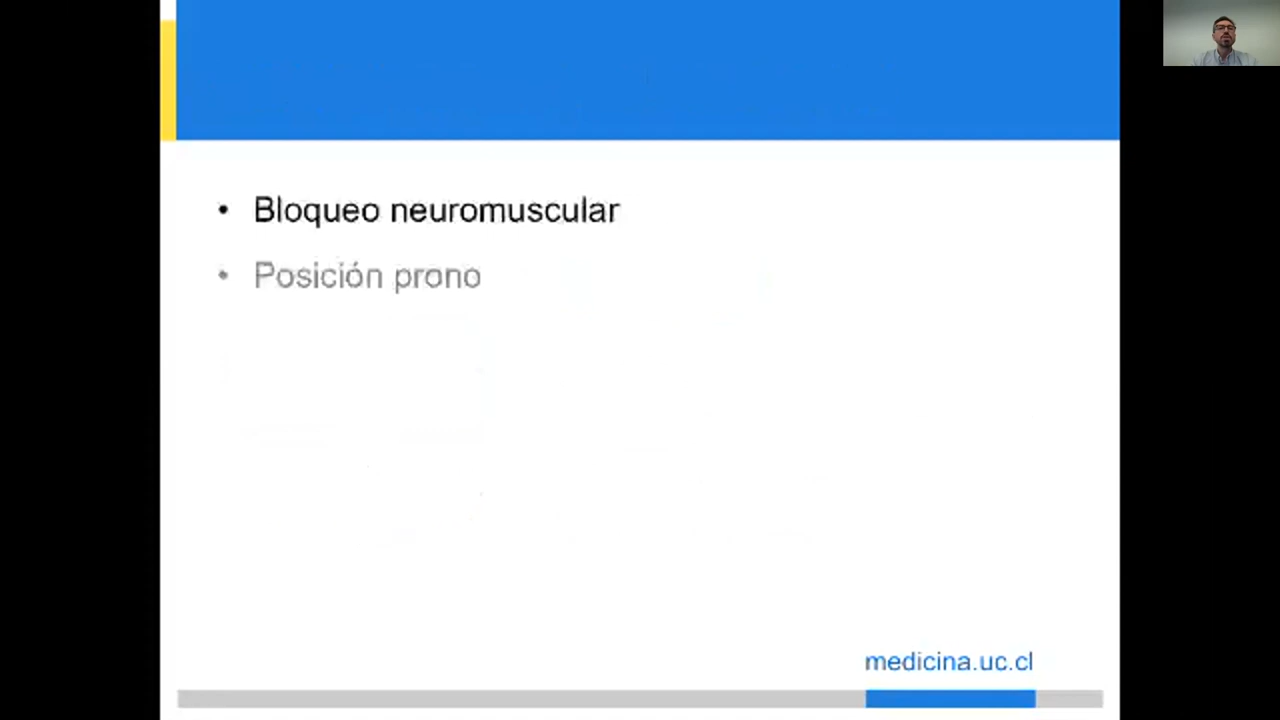 • Bloqueo neuromuscular
• Posición prono
medicina.uc.cl